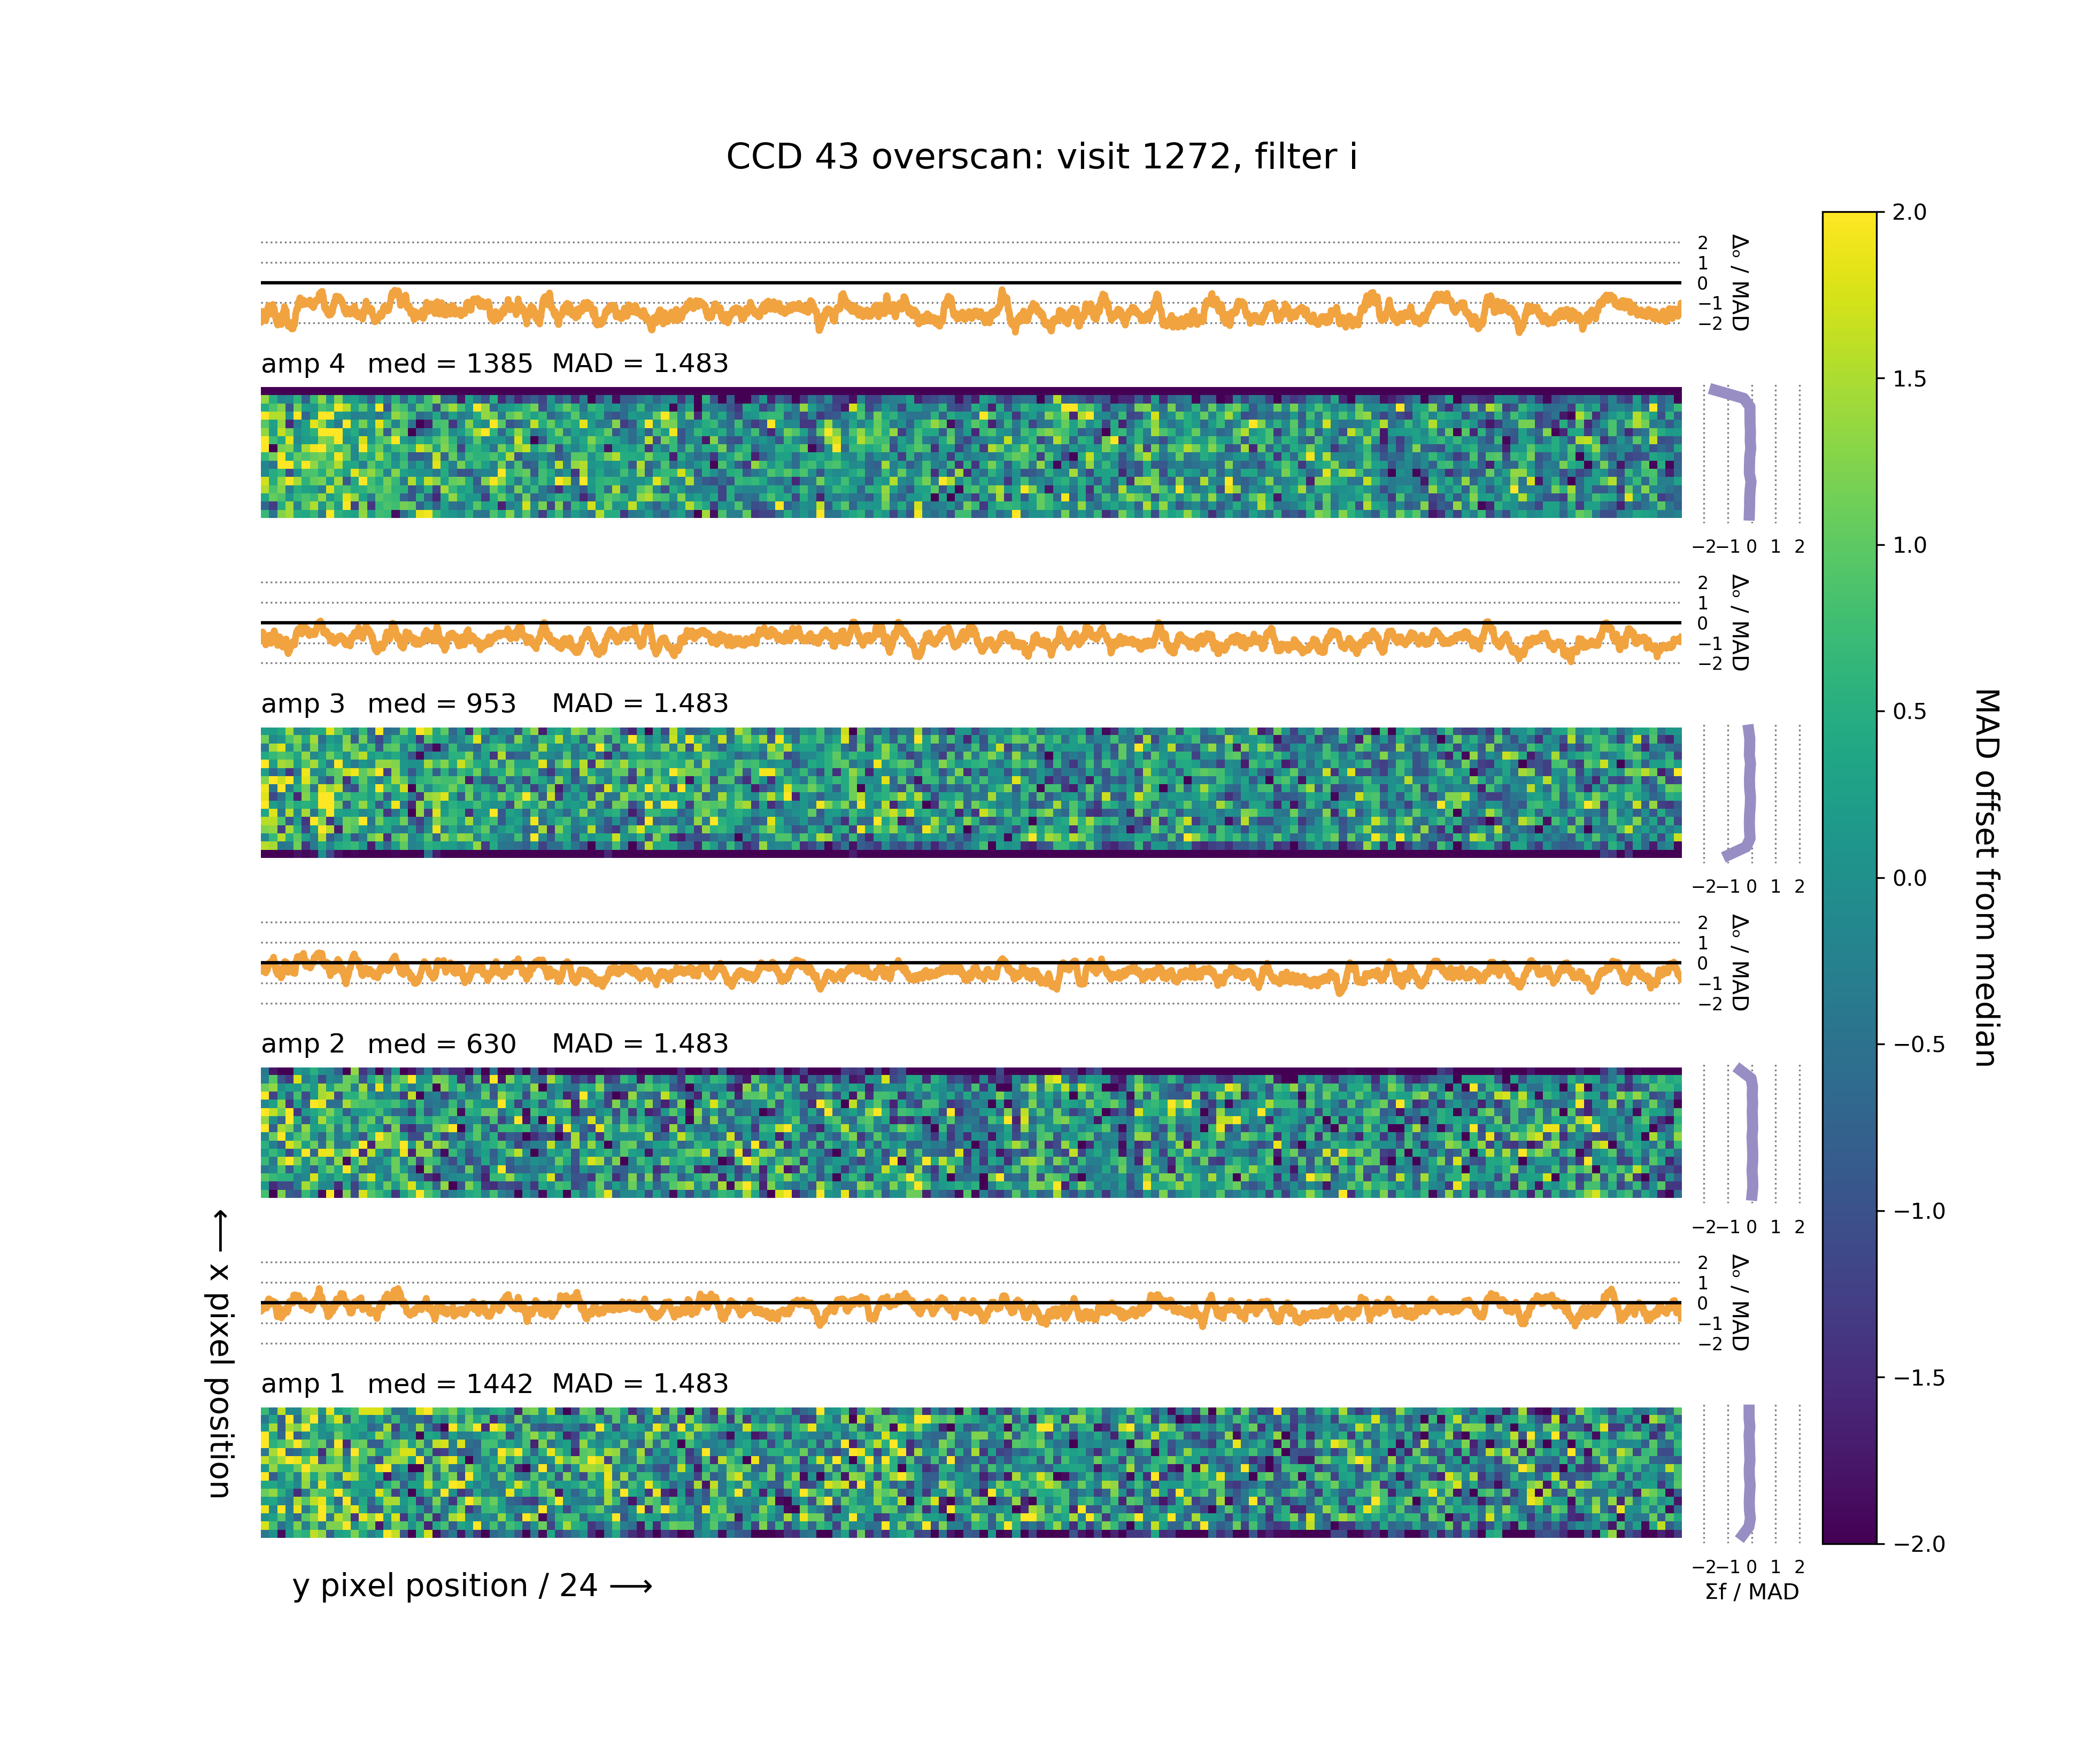 CCD 43 overscan: visit 1272, filter i
2
1
0
−1
−2
Δₒ / MAD
amp 4 med = 1385 MAD = 1.483
−2 −1 0 1 2
2
1
0
−1
−2
Δₒ / MAD
amp 3 med = 953 MAD = 1.483
−2 −1 0 1 2
2
1
0
−1
−2
Δₒ / MAD
amp 2 med = 630 MAD = 1.483
−2 −1 0 1 2
2
1
0
−1
−2
Δₒ / MAD
amp 1 med = 1442 MAD = 1.483
−2 −1 0 1 2
Σf / MAD
⟵ x pixel position
y pixel position / 24 ⟶
2.0
1.5
1.0
0.5
0.0
−0.5
−1.0
−1.5
−2.0
MAD offset from median